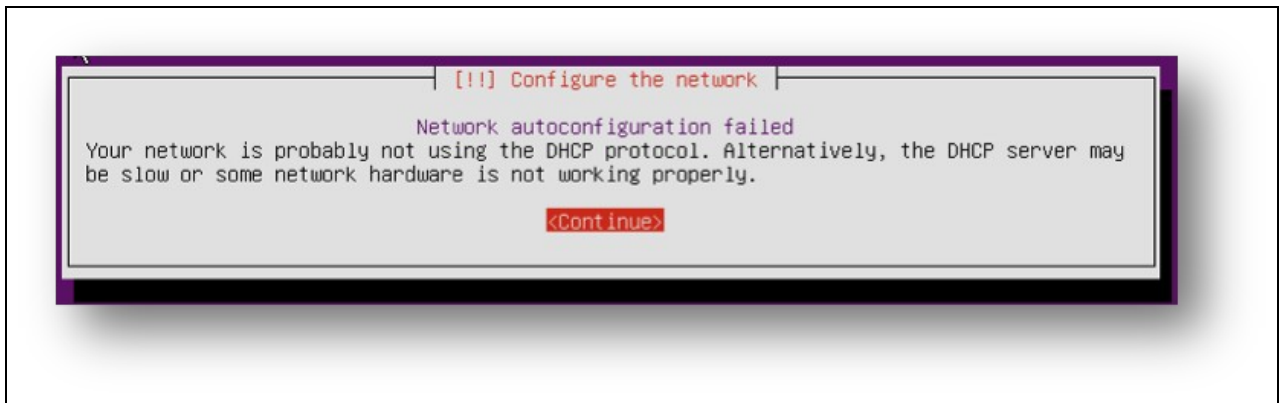 [!!] Configure the network
Network autoconfiguration failed
Your network is probably not using the DHCP protocol. Alternatively, the DHCP server may
be slow or some network hardware is not working properly.
<Continue>